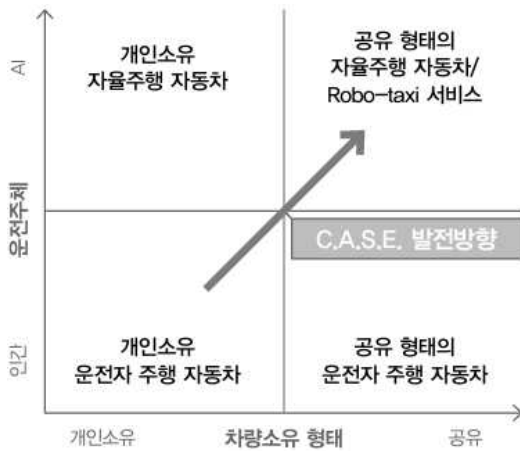 AI
운전주체
인간
개인소유
자율주행 자동차
공유 형태의
자율주행 자동차/
Robo-taxi 서비스
C.A.S.E. 발전방향
개인소유
운전자 주행 자동차
공유 형태의
운전자 주행 자동차
개인소유
차량소유 형태
공유